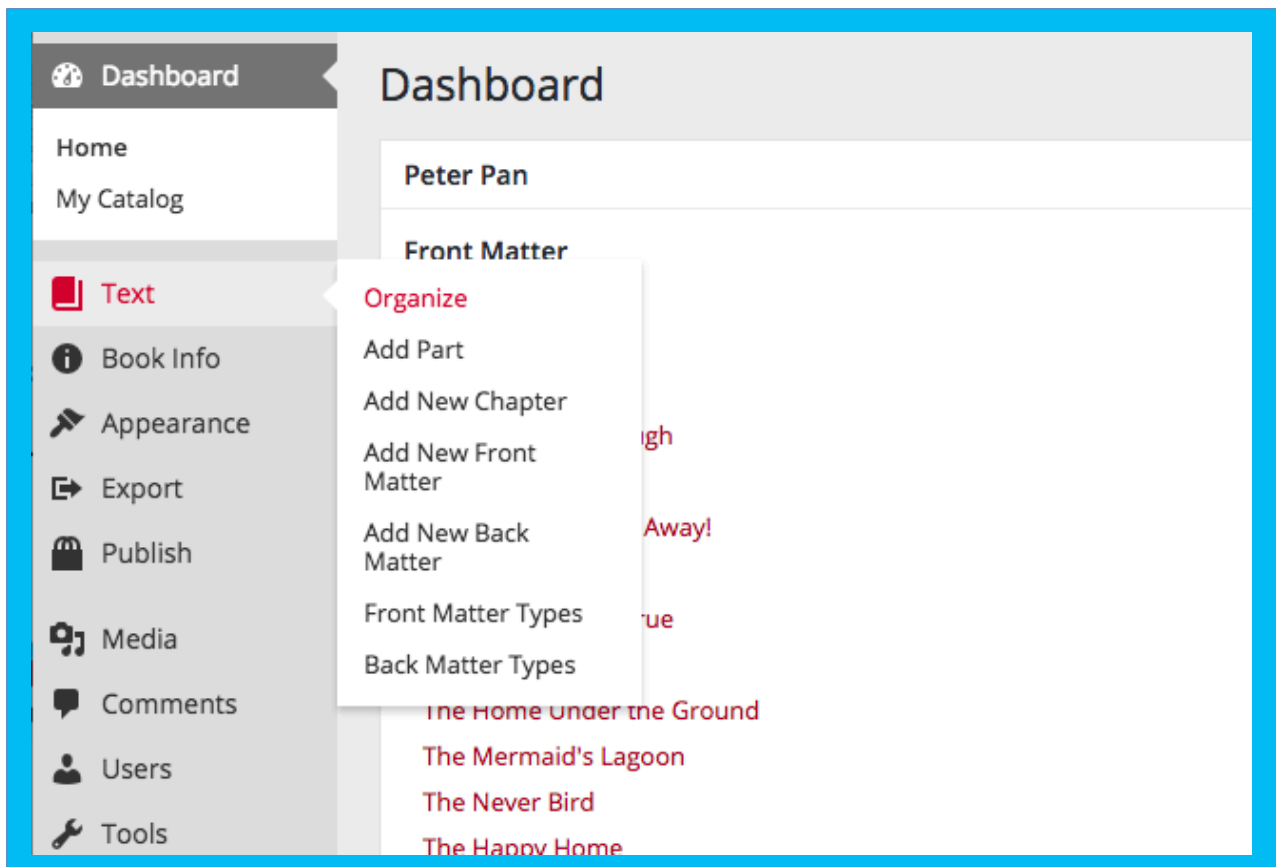 Dashboard
Home
My Catalog
Text
Book Info
Appearance
Export
Publish
Media
Comments
Users
Tools
Organize
Add Part
Add New Chapter
Add New Front
Matter
Add New Back
Matter
Front Matter Types
Back Matter Types
Dashboard
Peter Pan
Front Matter
Away!
The Home Under the Ground
The Mermaid's Lagoon
The Never Bird
The Happy Home